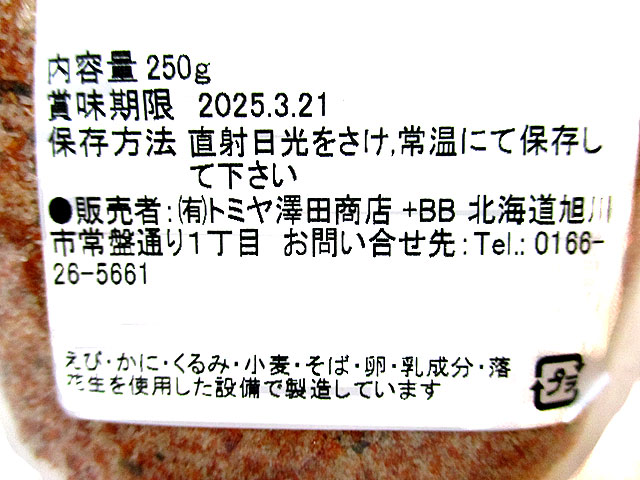 内容量 250g
賞味期限 2025.3.21
保存方法 直射日光をさけ,常温にて保存し
て下さい
●販売者:㈲トミヤ澤田商店 +BB 北海道旭川
市常盤通り1丁目 お問い合せ先:Tel.: 0166-
26-5661
えび・かに・くるみ・小麦・そば・卵・乳成分・落
花生を使用した設備で製造しています
プラ